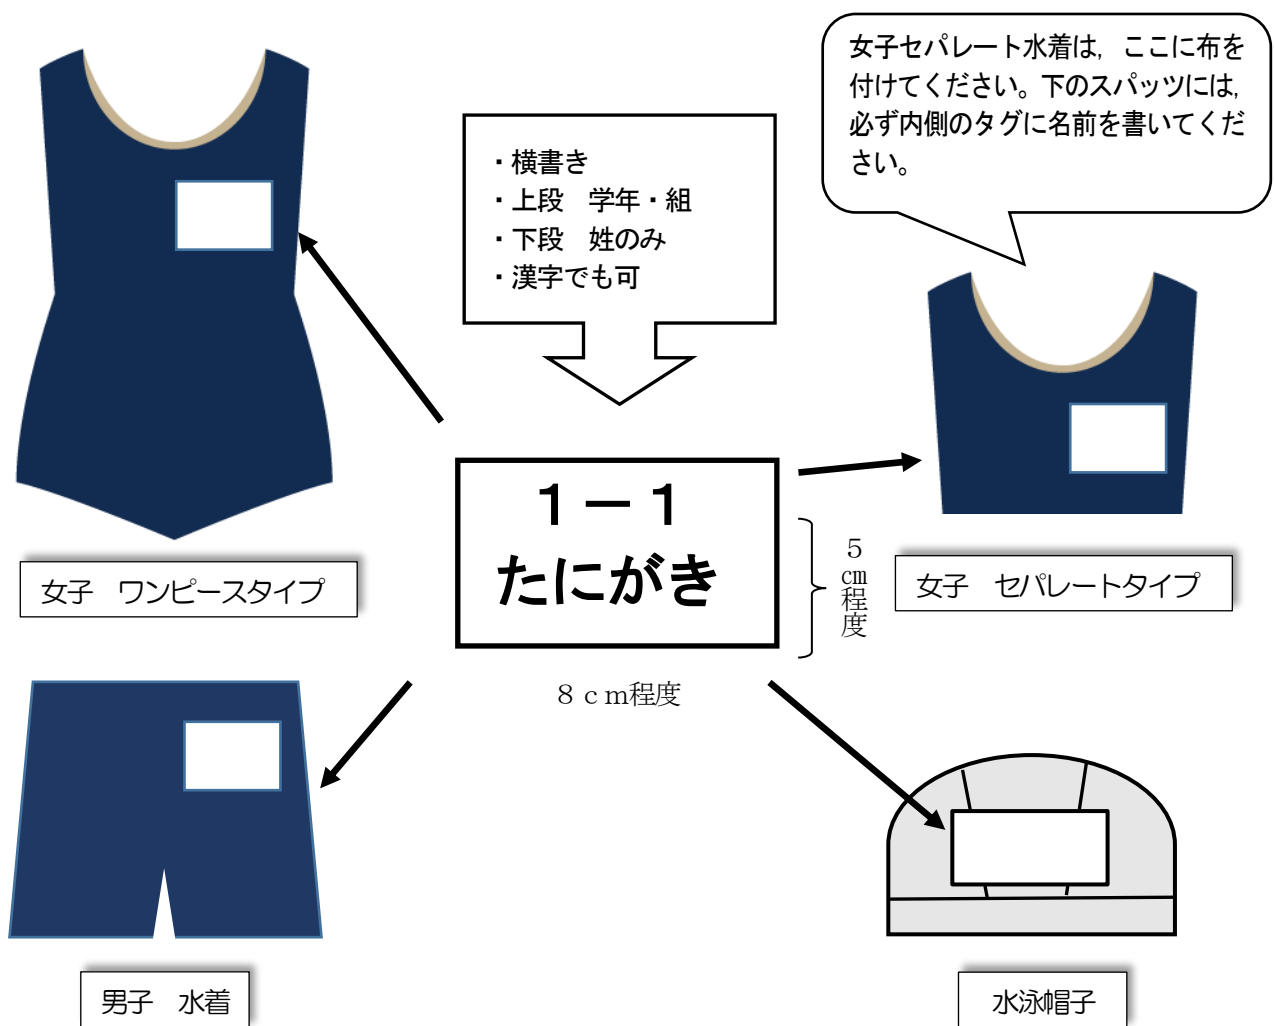 女子セパレート水着は，ここに布を
付けてください。下のスパッツには，
必ず内側のタグに名前を書いてくだ
さい。
・横書き
・上段　学年・組
・下段　姓のみ
・漢字でも可
１－１
たにがき
５㎝程度
８ｃｍ程度
女子　ワンピースタイプ
女子　セパレートタイプ
男子　水着
水泳帽子